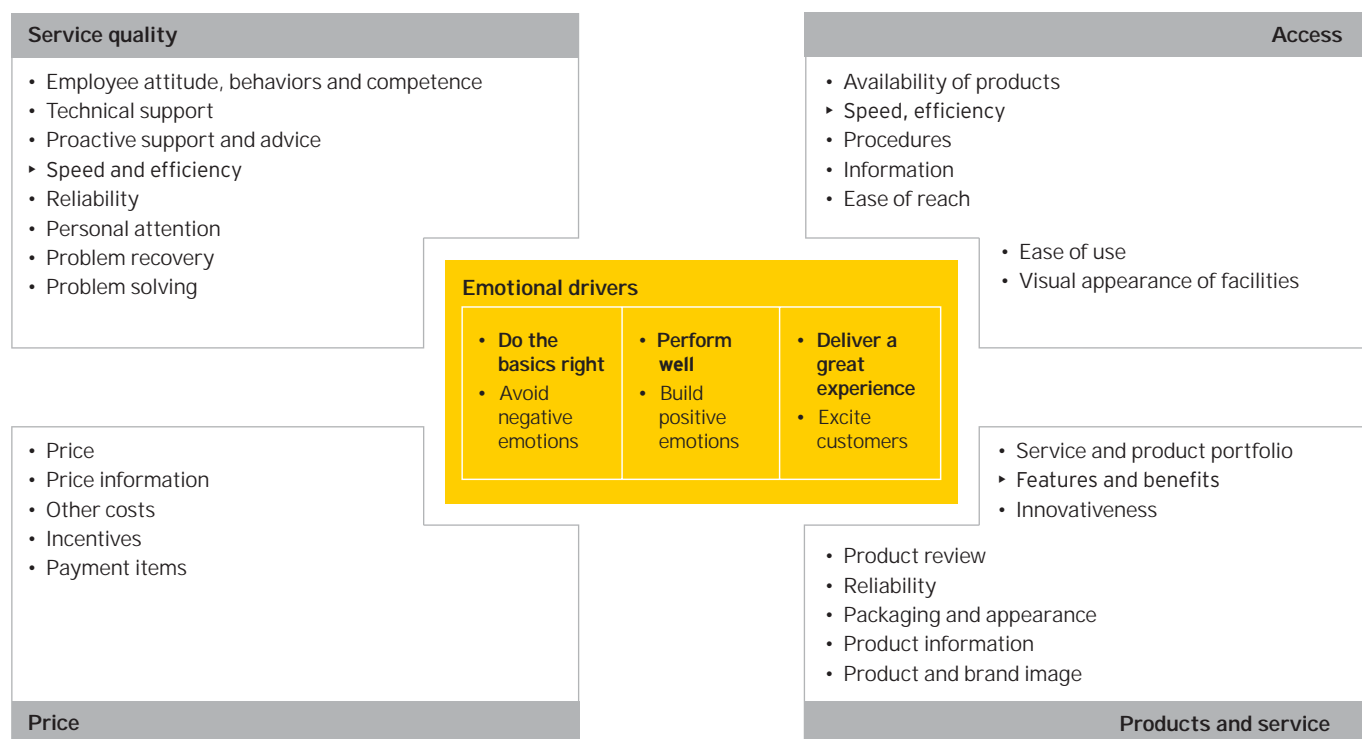 Service quality
• Employee attitude, behaviors and competence
• Technical support
• Proactive support and advice
▸ Speed and efficiency
• Reliability
• Personal attention
• Problem recovery
• Problem solving
Access
• Availability of products
▸ Speed, efficiency
• Procedures
• Information
• Ease of reach
• Ease of use
• Visual appearance of facilities
Emotional drivers
• Do the
basics right
• Avoid
negative
emotions
• Perform
well
• Build
positive
emotions
• Deliver a
great
experience
• Excite
customers
• Price
• Price information
• Other costs
• Incentives
• Payment items
Price
• Service and product portfolio
▸ Features and benefits
• Innovativeness
• Product review
• Reliability
• Packaging and appearance
• Product information
• Product and brand image
Products and service